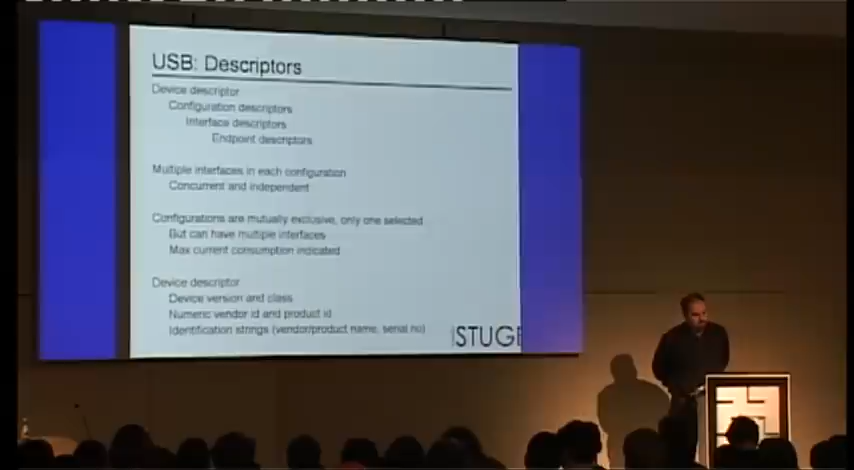 USB: Descriptors
Device descriptor
Configuration descriptors
Interface descriptors
Endpoint descriptors
Multiple interfaces in each configuration
Concurrent and independent
Configurations are mutually exclusive, only one selected
But can have multiple interfaces
Max current consumption indicated
Device descriptor
Device version and class
Numeric vendor id and product id
Identification strings (vendor/product name, serial no)
STUGE